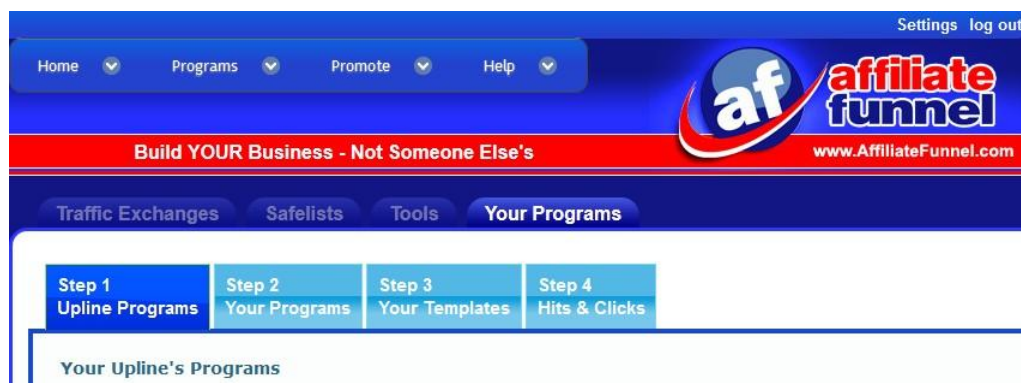 Settings log out
Home Programs Promote Help
af
affiliate
funnel
Build YOUR Business - Not Someone Else's
www.AffiliateFunnel.com
Traffic Exchanges Safelists Tools Your Programs
Step 1 Step 2 Step 3 Step 4
Upline Programs Your Programs Your Templates Hits & Clicks
Your Upline's Programs